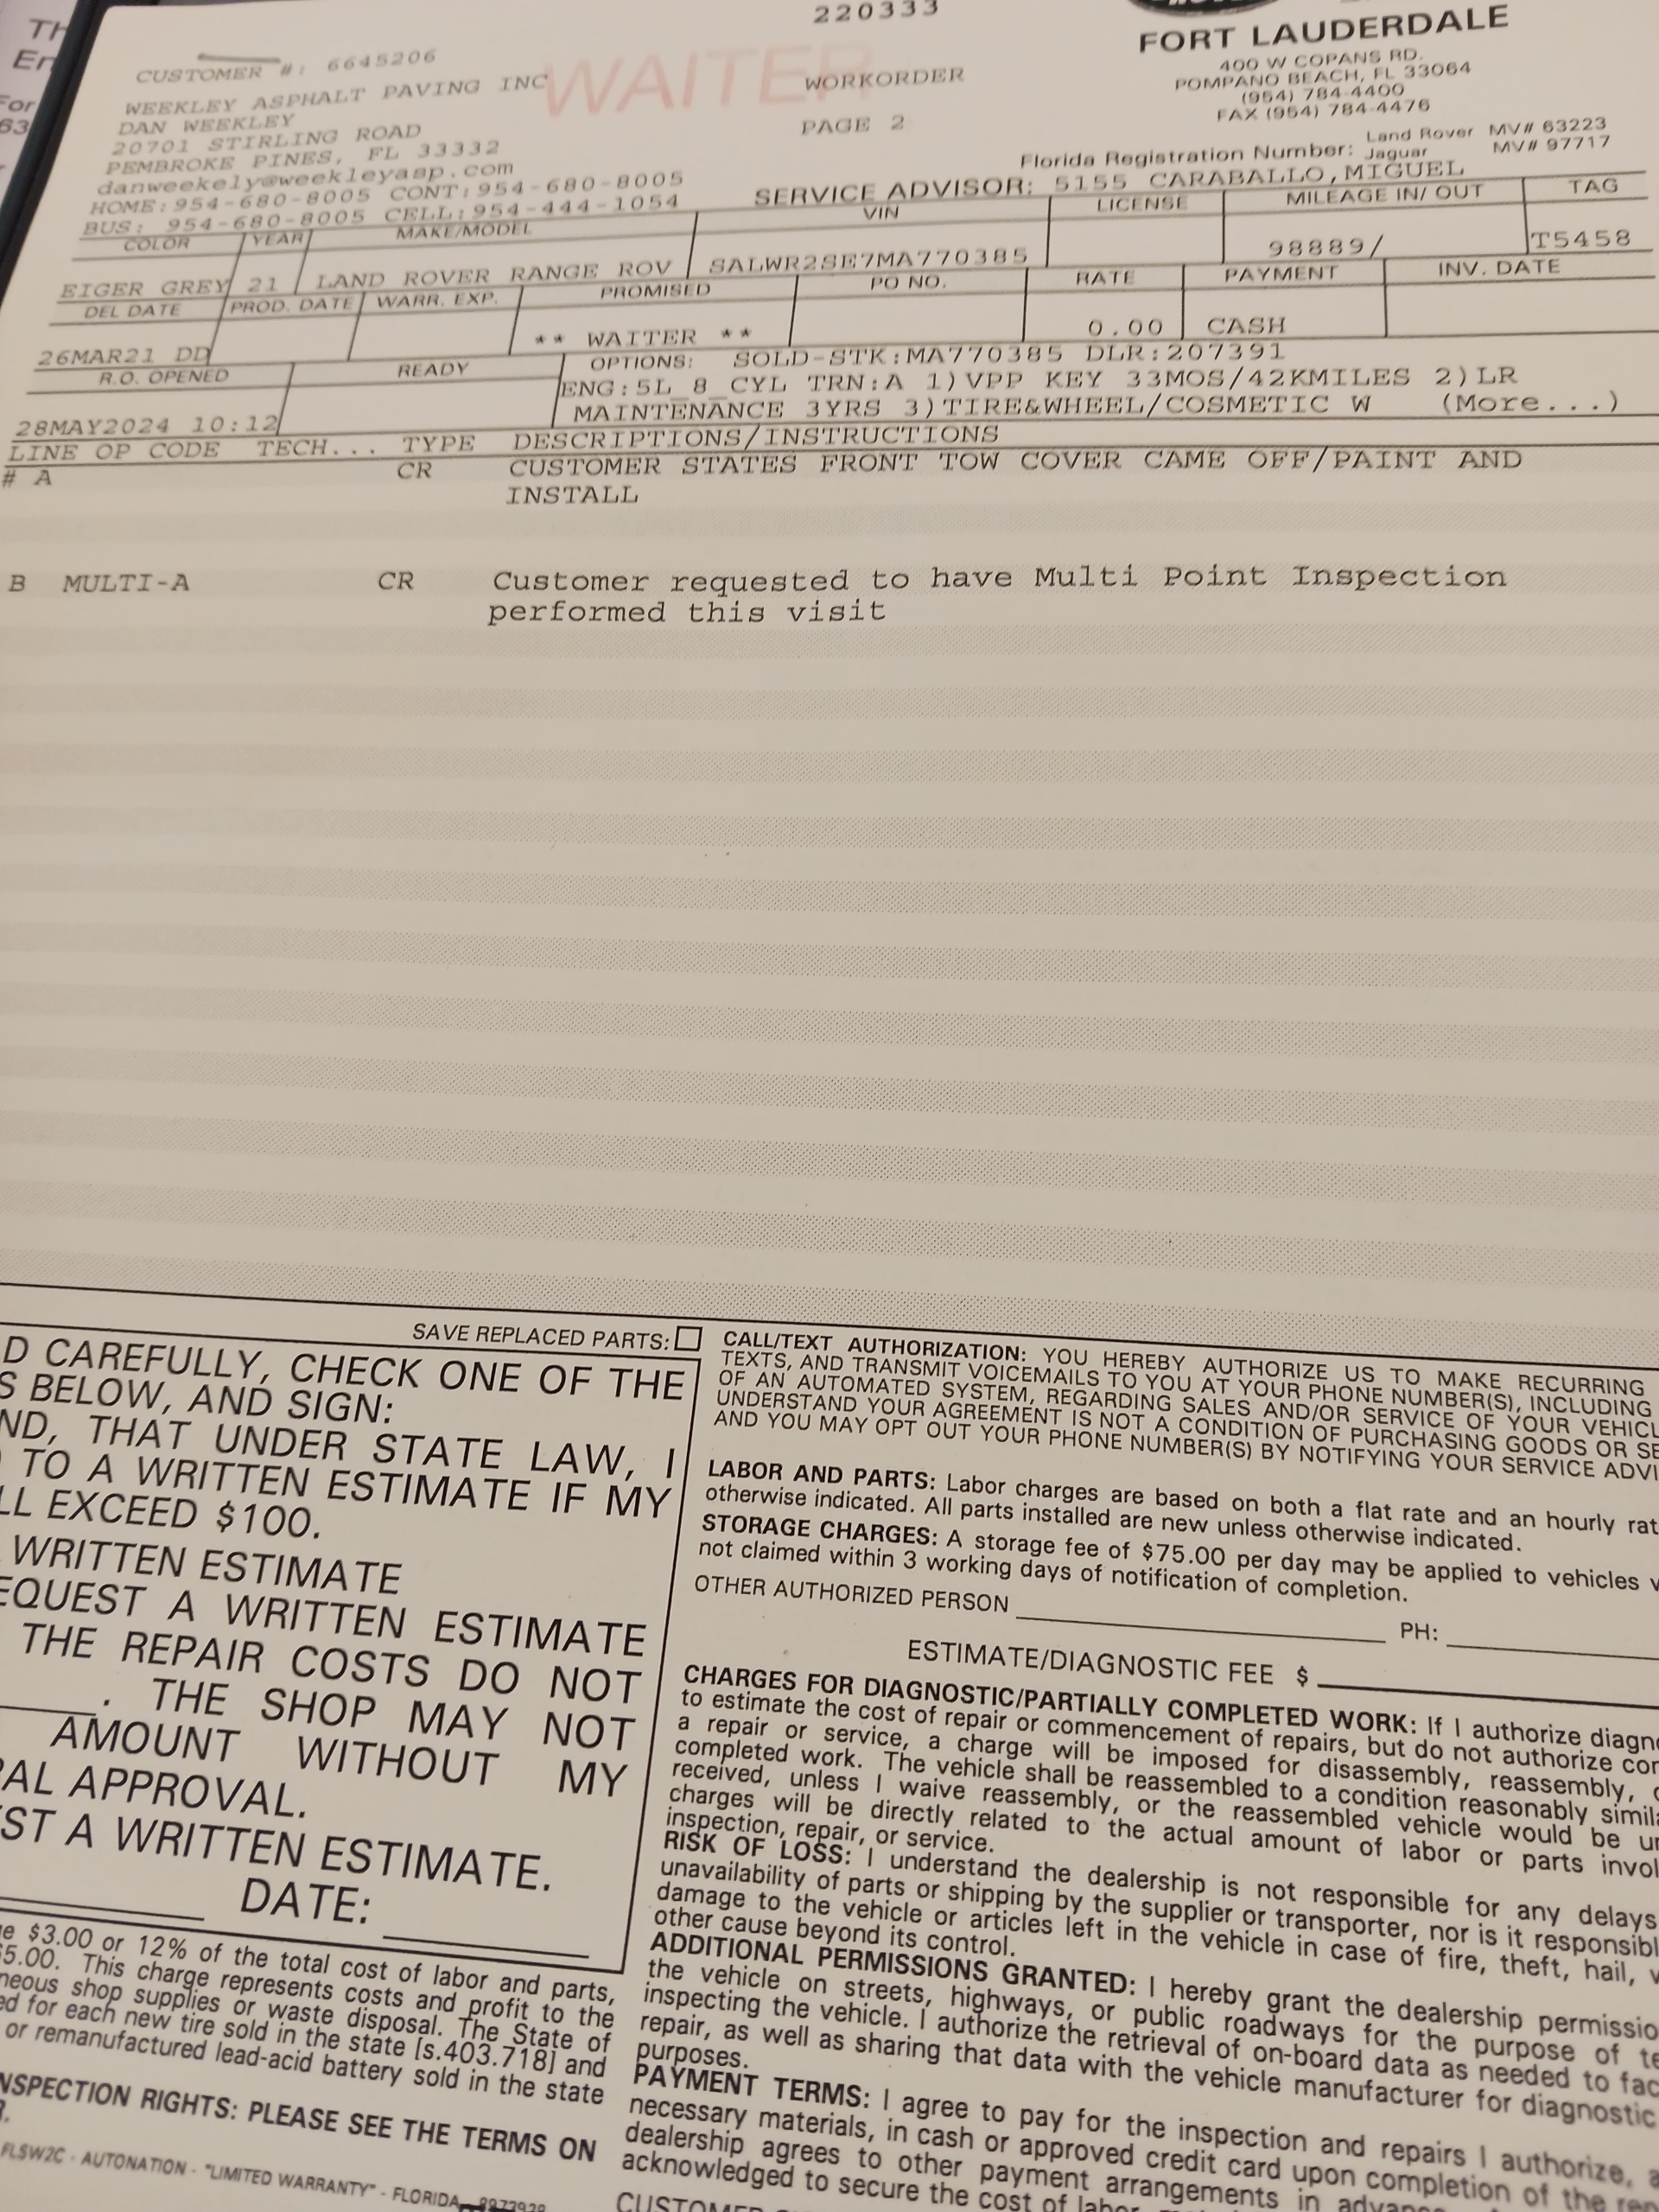 220333
CUSTOMER #: 6645206
WAITER
WORKORDER
FORT LAUDERDALE
400 W COPANS RD.
POMPANO BEACH, FL 33064
(954) 784-4400
FAX (954) 784-4476
WEEKLEY ASPHALT PAVING INC
DAN WEEKLEY
PAGE 2
20701 STIRLING ROAD
PEMBROKE PINES, FL 33332
danweekely@weekleyasp.com
Land Rover MV# 63223
Florida Registration Number: Jaguar MV# 97717
HOME:954-680-8005 CONT:954-680-8005
BUS: 954-680-8005 CELL:954-444-1054
SERVICE ADVISOR: 5155 CARABALLO,MIGUEL
COLOR YEAR MAKE/MODEL VIN LICENSE MILEAGE IN/ OUT TAG
EIGER GREY 21 LAND ROVER RANGE ROV SALWR2SE7MA770385 98889/ T5458
DEL DATE PROD. DATE WARR. EXP. PROMISED PO NO. RATE PAYMENT INV. DATE
26MAR21 DD ** WAITER ** 0.00 CASH
R.O. OPENED READY OPTIONS: SOLD-STK:MA770385 DLR:207391
ENG:5L_8_CYL TRN:A 1)VPP KEY 33MOS/42KMILES 2)LR
28MAY2024 10:12 MAINTENANCE 3YRS 3)TIRE&WHEEL/COSMETIC W (More...)
LINE OP CODE TECH... TYPE DESCRIPTIONS/INSTRUCTIONS
# A CR CUSTOMER STATES FRONT TOW COVER CAME OFF/PAINT AND
INSTALL
B MULTI-A CR Customer requested to have Multi Point Inspection
performed this visit
SAVE REPLACED PARTS:
D CAREFULLY, CHECK ONE OF THE
S BELOW, AND SIGN:
ND, THAT UNDER STATE LAW, I
TO A WRITTEN ESTIMATE IF MY
LL EXCEED $100.
WRITTEN ESTIMATE
EQUEST A WRITTEN ESTIMATE
THE REPAIR COSTS DO NOT
. THE SHOP MAY NOT
AMOUNT WITHOUT MY
AL APPROVAL.
ST A WRITTEN ESTIMATE.
DATE:
e $3.00 or 12% of the total cost of labor and parts,
5.00. This charge represents costs and profit to the
neous shop supplies or waste disposal. The State of
ed for each new tire sold in the state [s.403.718] and
or remanufactured lead-acid battery sold in the state
NSPECTION RIGHTS: PLEASE SEE THE TERMS ON
FLSW2C - AUTONATION - "LIMITED WARRANTY" - FLORIDA
CALL/TEXT AUTHORIZATION: YOU HEREBY AUTHORIZE US TO MAKE RECURRING
TEXTS, AND TRANSMIT VOICEMAILS TO YOU AT YOUR PHONE NUMBER(S), INCLUDING
OF AN AUTOMATED SYSTEM, REGARDING SALES AND/OR SERVICE OF YOUR VEHICL
UNDERSTAND YOUR AGREEMENT IS NOT A CONDITION OF PURCHASING GOODS OR SE
AND YOU MAY OPT OUT YOUR PHONE NUMBER(S) BY NOTIFYING YOUR SERVICE ADVI
LABOR AND PARTS: Labor charges are based on both a flat rate and an hourly rat
otherwise indicated. All parts installed are new unless otherwise indicated.
STORAGE CHARGES: A storage fee of $75.00 per day may be applied to vehicles
not claimed within 3 working days of notification of completion.
OTHER AUTHORIZED PERSON PH:
ESTIMATE/DIAGNOSTIC FEE $
CHARGES FOR DIAGNOSTIC/PARTIALLY COMPLETED WORK: If I authorize diagn
to estimate the cost of repair or commencement of repairs, but do not authorize com
a repair or service, a charge will be imposed for disassembly, reassembly,
completed work. The vehicle shall be reassembled to a condition reasonably simil
received, unless I waive reassembly, or the reassembled vehicle would be u
charges will be directly related to the actual amount of labor or parts invol
inspection, repair, or service.
RISK OF LOSS: I understand the dealership is not responsible for any delays
unavailability of parts or shipping by the supplier or transporter, nor is it responsibl
damage to the vehicle or articles left in the vehicle in case of fire, theft, hail,
other cause beyond its control.
ADDITIONAL PERMISSIONS GRANTED: I hereby grant the dealership permissio
the vehicle on streets, highways, or public roadways for the purpose of te
inspecting the vehicle. I authorize the retrieval of on-board data as needed to fac
repair, as well as sharing that data with the vehicle manufacturer for diagnostic
purposes.
PAYMENT TERMS: I agree to pay for the inspection and repairs I authorize,
necessary materials, in cash or approved credit card upon completion of the
dealership agrees to other payment arrangements in
acknowledged to secure the cost of